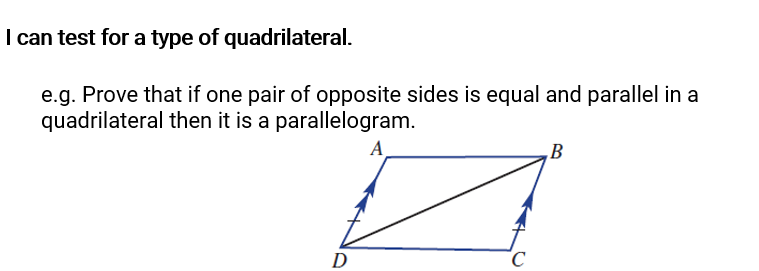 I can test for a type of quadrilateral.
e.g. Prove that if one pair of opposite sides is equal and parallel in a
quadrilateral then it is a parallelogram.
A B
D C